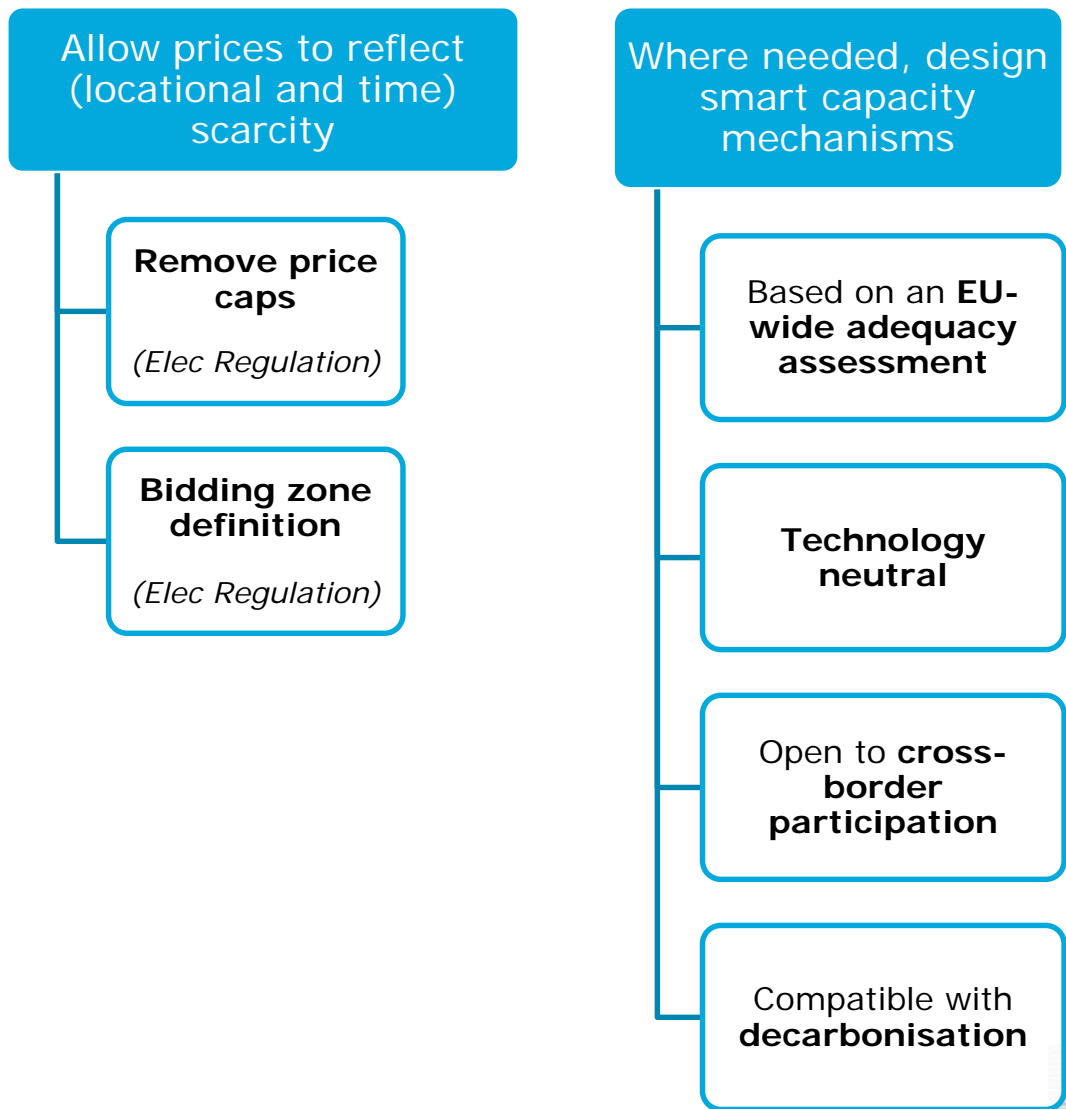 Allow prices to reflect
(locational and time)
scarcity
Remove price
caps
(Elec Regulation)
Bidding zone
definition
(Elec Regulation)
Where needed, design
smart capacity
mechanisms
Based on an EU-
wide adequacy
assessment
Technology
neutral
Open to cross-
border
participation
Compatible with
decarbonisation